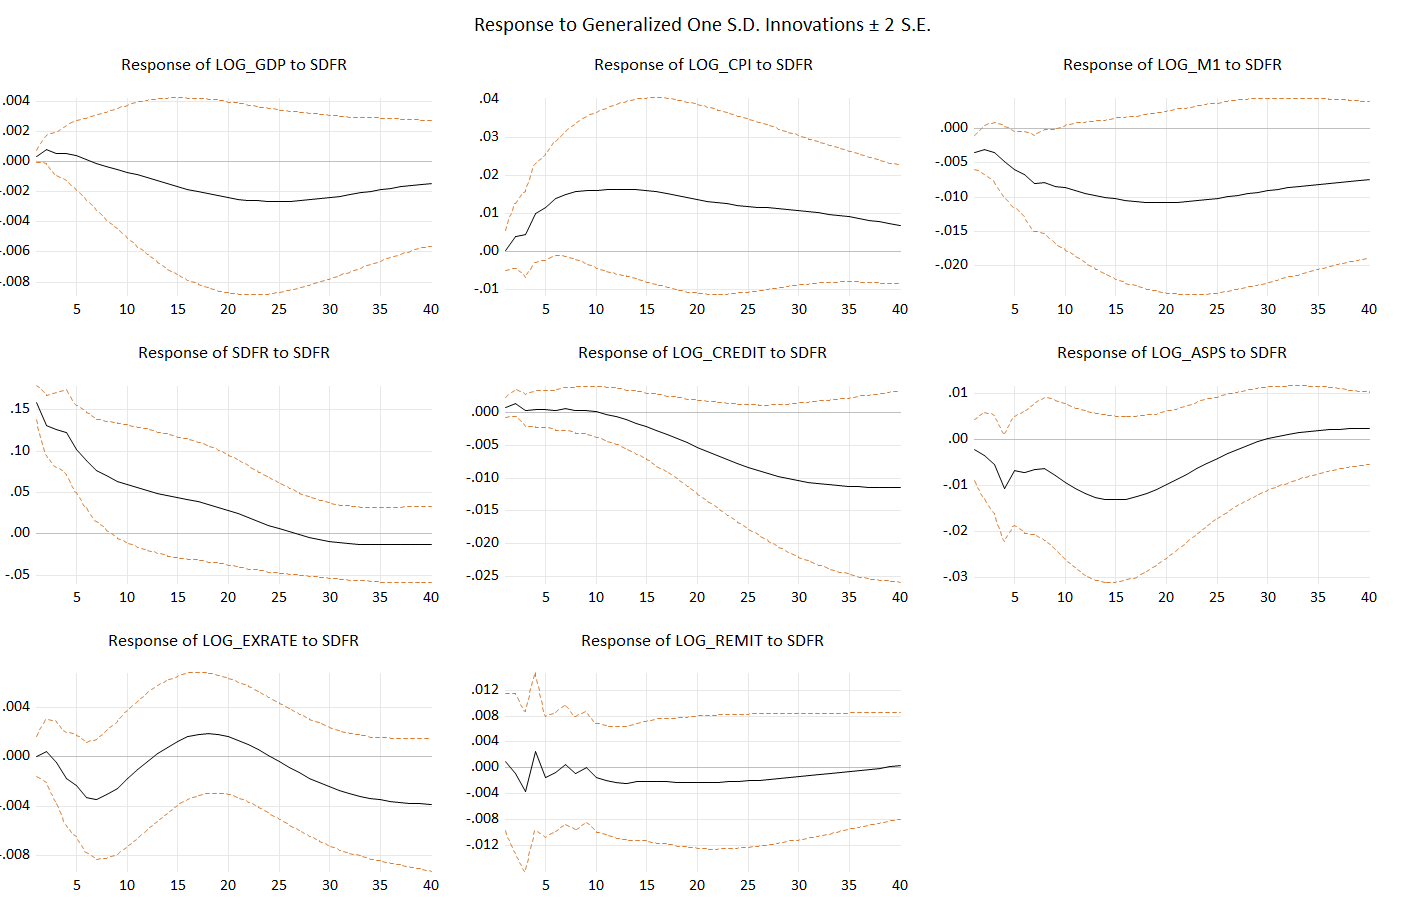 Response to Generalized One S.D. Innovations ± 2 S.E.
Response of LOG_GDP to SDFR
.004
.002
.000
-.002
-.004
-.006
-.008
5 10 15 20 25 30 35 40
Response of LOG_CPI to SDFR
.04
.03
.02
.01
.00
-.01
5 10 15 20 25 30 35 40
Response of LOG_M1 to SDFR
.000
-.005
-.010
-.015
-.020
5 10 15 20 25 30 35 40
Response of SDFR to SDFR
.15
.10
.05
.00
-.05
5 10 15 20 25 30 35 40
Response of LOG_CREDIT to SDFR
.000
-.005
-.010
-.015
-.020
-.025
5 10 15 20 25 30 35 40
Response of LOG_ASPS to SDFR
.01
.00
-.01
-.02
-.03
5 10 15 20 25 30 35 40
Response of LOG_EXRATE to SDFR
.004
.000
-.004
-.008
5 10 15 20 25 30 35 40
Response of LOG_REMIT to SDFR
.012
.008
.004
.000
-.004
-.008
-.012
5 10 15 20 25 30 35 40